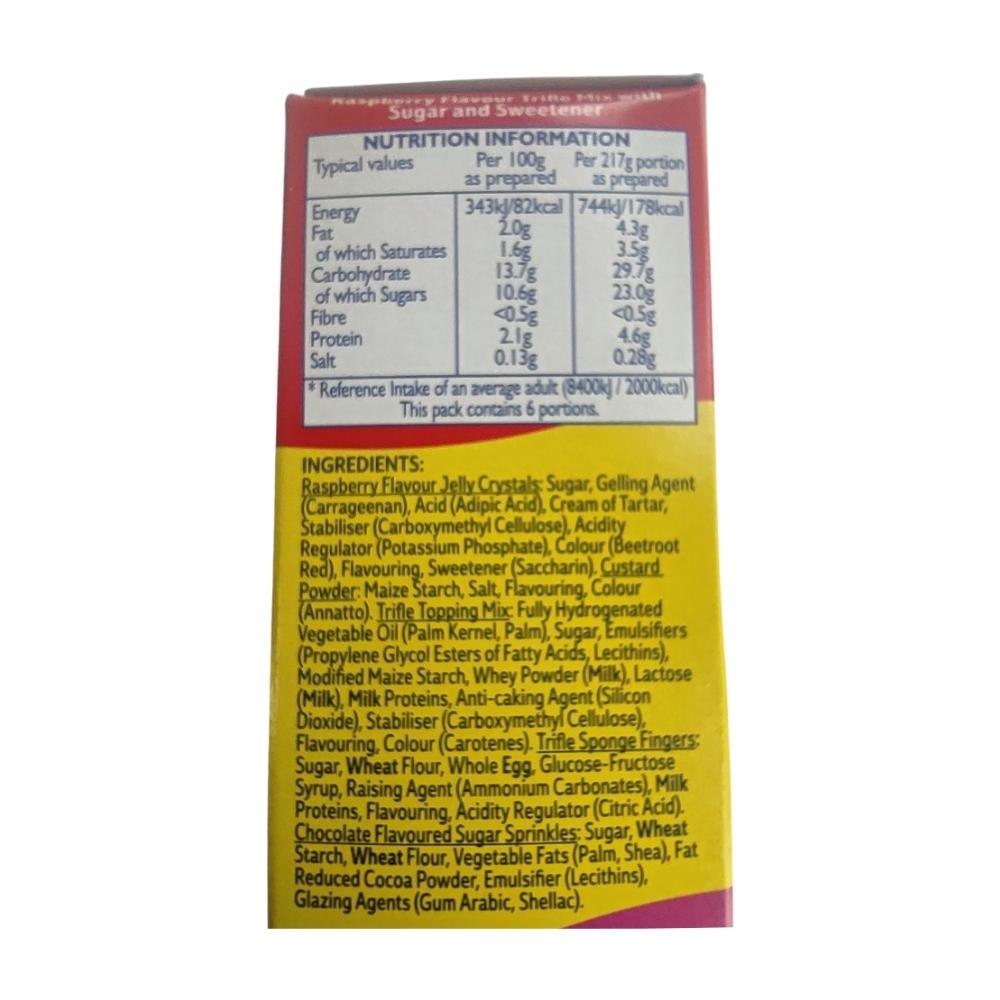 Raspberry Flavour Trifle Mix with
Sugar and Sweetener
NUTRITION INFORMATION
Typical values Per 100g as prepared Per 217g portion as prepared
Energy 343kJ/82kcal 744kJ/178kcal
Fat 2.0g 4.3g
of which Saturates 1.6g 3.5g
Carbohydrate 13.7g 29.7g
of which Sugars 10.6g 23.0g
Fibre <0.5g <0.5g
Protein 2.1g 4.6g
Salt 0.13g 0.28g
* Reference Intake of an average adult (8400kJ / 2000kcal)
This pack contains 6 portions.
INGREDIENTS:
Raspberry Flavour Jelly Crystals: Sugar, Gelling Agent
(Carrageenan), Acid (Adipic Acid), Cream of Tartar,
Stabiliser (Carboxymethyl Cellulose), Acidity
Regulator (Potassium Phosphate), Colour (Beetroot
Red), Flavouring, Sweetener (Saccharin). Custard
Powder: Maize Starch, Salt, Flavouring, Colour
(Annatto). Trifle Topping Mix: Fully Hydrogenated
Vegetable Oil (Palm Kernel, Palm), Sugar, Emulsifiers
(Propylene Glycol Esters of Fatty Acids, Lecithins),
Modified Maize Starch, Whey Powder (Milk), Lactose
(Milk), Milk Proteins, Anti-caking Agent (Silicon
Dioxide), Stabiliser (Carboxymethyl Cellulose),
Flavouring, Colour (Carotenes). Trifle Sponge Fingers:
Sugar, Wheat Flour, Whole Egg, Glucose-Fructose
Syrup, Raising Agent (Ammonium Carbonates), Milk
Proteins, Flavouring, Acidity Regulator (Citric Acid).
Chocolate Flavoured Sugar Sprinkles: Sugar, Wheat
Starch, Wheat Flour, Vegetable Fats (Palm, Shea), Fat
Reduced Cocoa Powder, Emulsifier (Lecithins),
Glazing Agents (Gum Arabic, Shellac).